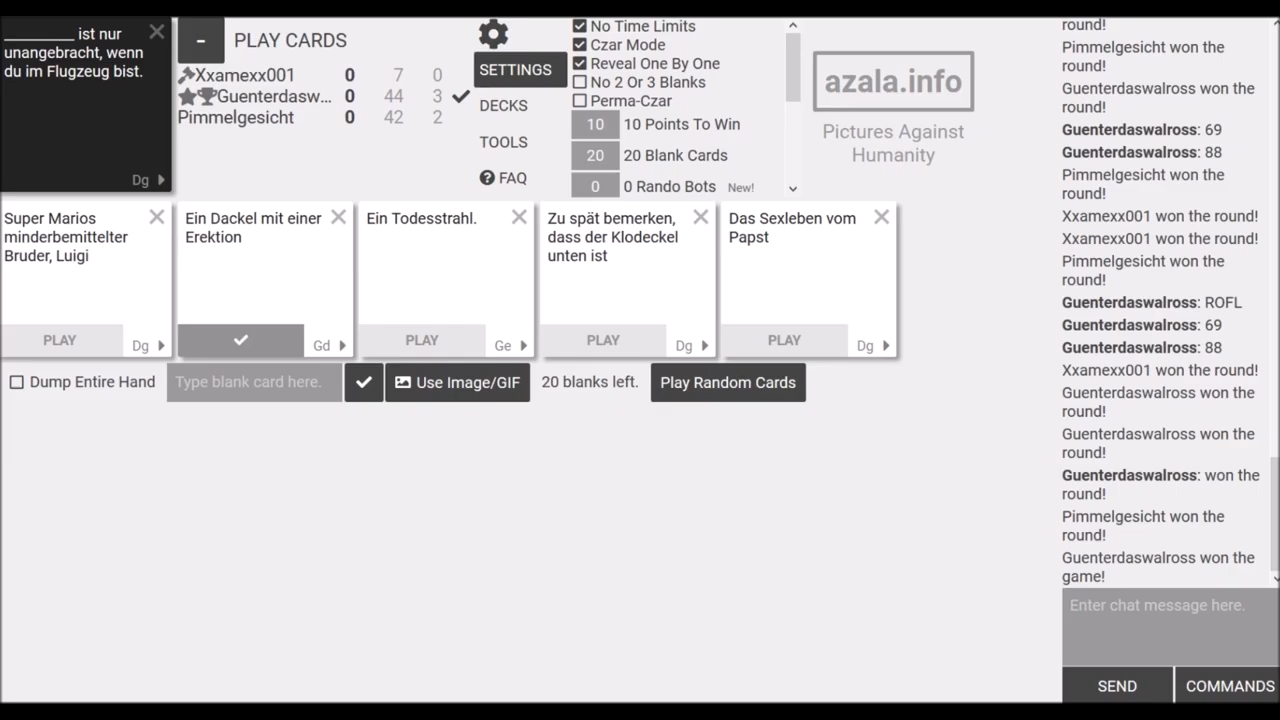 _________ ist nur
unangebracht, wenn
du im Flugzeug bist.
Dg
-
PLAY CARDS
Xxamexx001 0 7 0
Guenterdasw... 0 44 3
Pimmelgesicht 0 42 2
SETTINGS
DECKS
TOOLS
FAQ
No Time Limits
Czar Mode
Reveal One By One
No 2 Or 3 Blanks
Perma-Czar
10 10 Points To Win
20 20 Blank Cards
0 0 Rando Bots New!
azala.info
Pictures Against
Humanity
Super Marios
minderbemittelter
Bruder, Luigi
PLAY
Dg
Ein Dackel mit einer
Erektion
Gd
Ein Todesstrahl.
PLAY
Ge
Zu spät bemerken,
dass der Klodeckel
unten ist
PLAY
Dg
Das Sexleben vom
Papst
PLAY
Dg
Dump Entire Hand
Type blank card here.
Use Image/GIF
20 blanks left.
Play Random Cards
round!
Pimmelgesicht won the
round!
Guenterdaswalross won the
round!
Guenterdaswalross: 69
Guenterdaswalross: 88
Pimmelgesicht won the
round!
Xxamexx001 won the round!
Xxamexx001 won the round!
Pimmelgesicht won the
round!
Guenterdaswalross: ROFL
Guenterdaswalross: 69
Guenterdaswalross: 88
Xxamexx001 won the round!
Guenterdaswalross won the
round!
Guenterdaswalross won the
round!
Guenterdaswalross: won the
round!
Pimmelgesicht won the
round!
Guenterdaswalross won the
game!
Enter chat message here.
SEND
COMMANDS